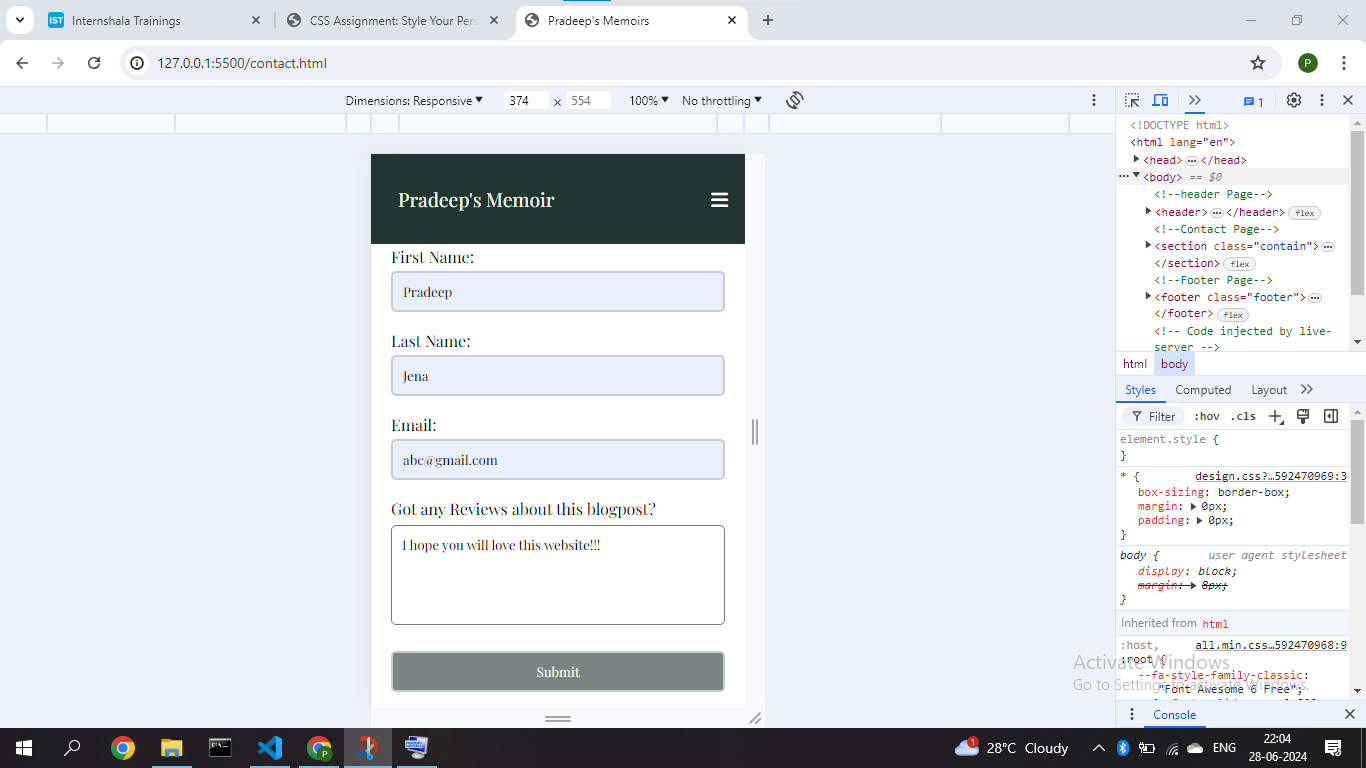 IST Internshala Trainings
CSS Assignment: Style Your Pers
Pradeep's Memoirs
127.0.0.1:5500/contact.html
P
Dimensions: Responsive 374 × 554 100% No throttling
1
Pradeep's Memoir
First Name:
Pradeep
Last Name:
Jena
Email:
abc@gmail.com
Got any Reviews about this blogpost?
I hope you will love this website!!!
Submit
<!DOCTYPE html>
<html lang="en">
<head> … </head>
… <body> == $0
<!--header Page-->
<header> … </header> flex
<!--Contact Page-->
<section class="contain"> …
</section> flex
<!--Footer Page-->
<footer class="footer"> …
</footer> flex
<!-- Code injected by live-
server -->
html body
Styles Computed Layout
Filter :hov .cls
element.style {
}
* { design.css?…592470969:3
box-sizing: border-box;
margin: 0px;
padding: 0px;
}
body { user agent stylesheet
display: block;
margin: 8px;
}
Inherited from html
:host, all.min.css…592470968:9
:root {
--fa-style-family-classic:
"Font Awesome 6 Free";
Activate Windows
Go to Settings to activate Windows.
Console
P
1
28°C Cloudy
ENG
22:04
28-06-2024